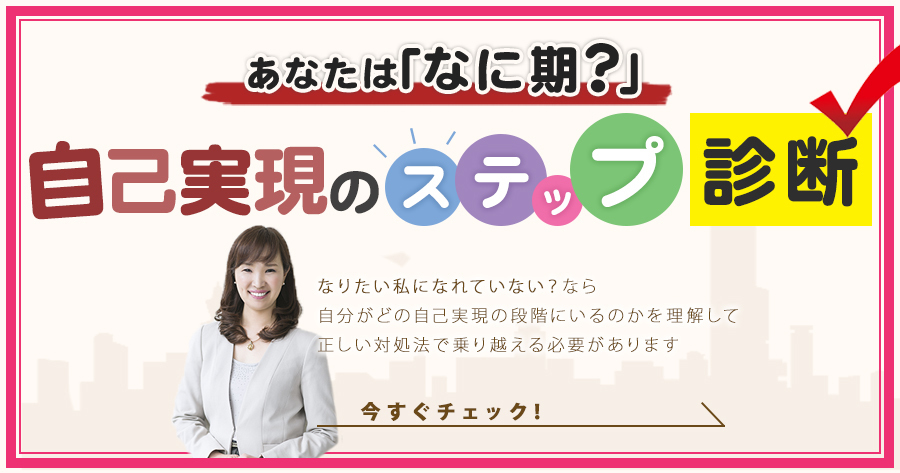 あなたは「なに期?」
自己実現のステップ 診断
なりたい私になれていない?なら
自分がどの自己実現の段階にいるのかを理解して
正しい対処法で乗り越える必要があります
今すぐチェック!